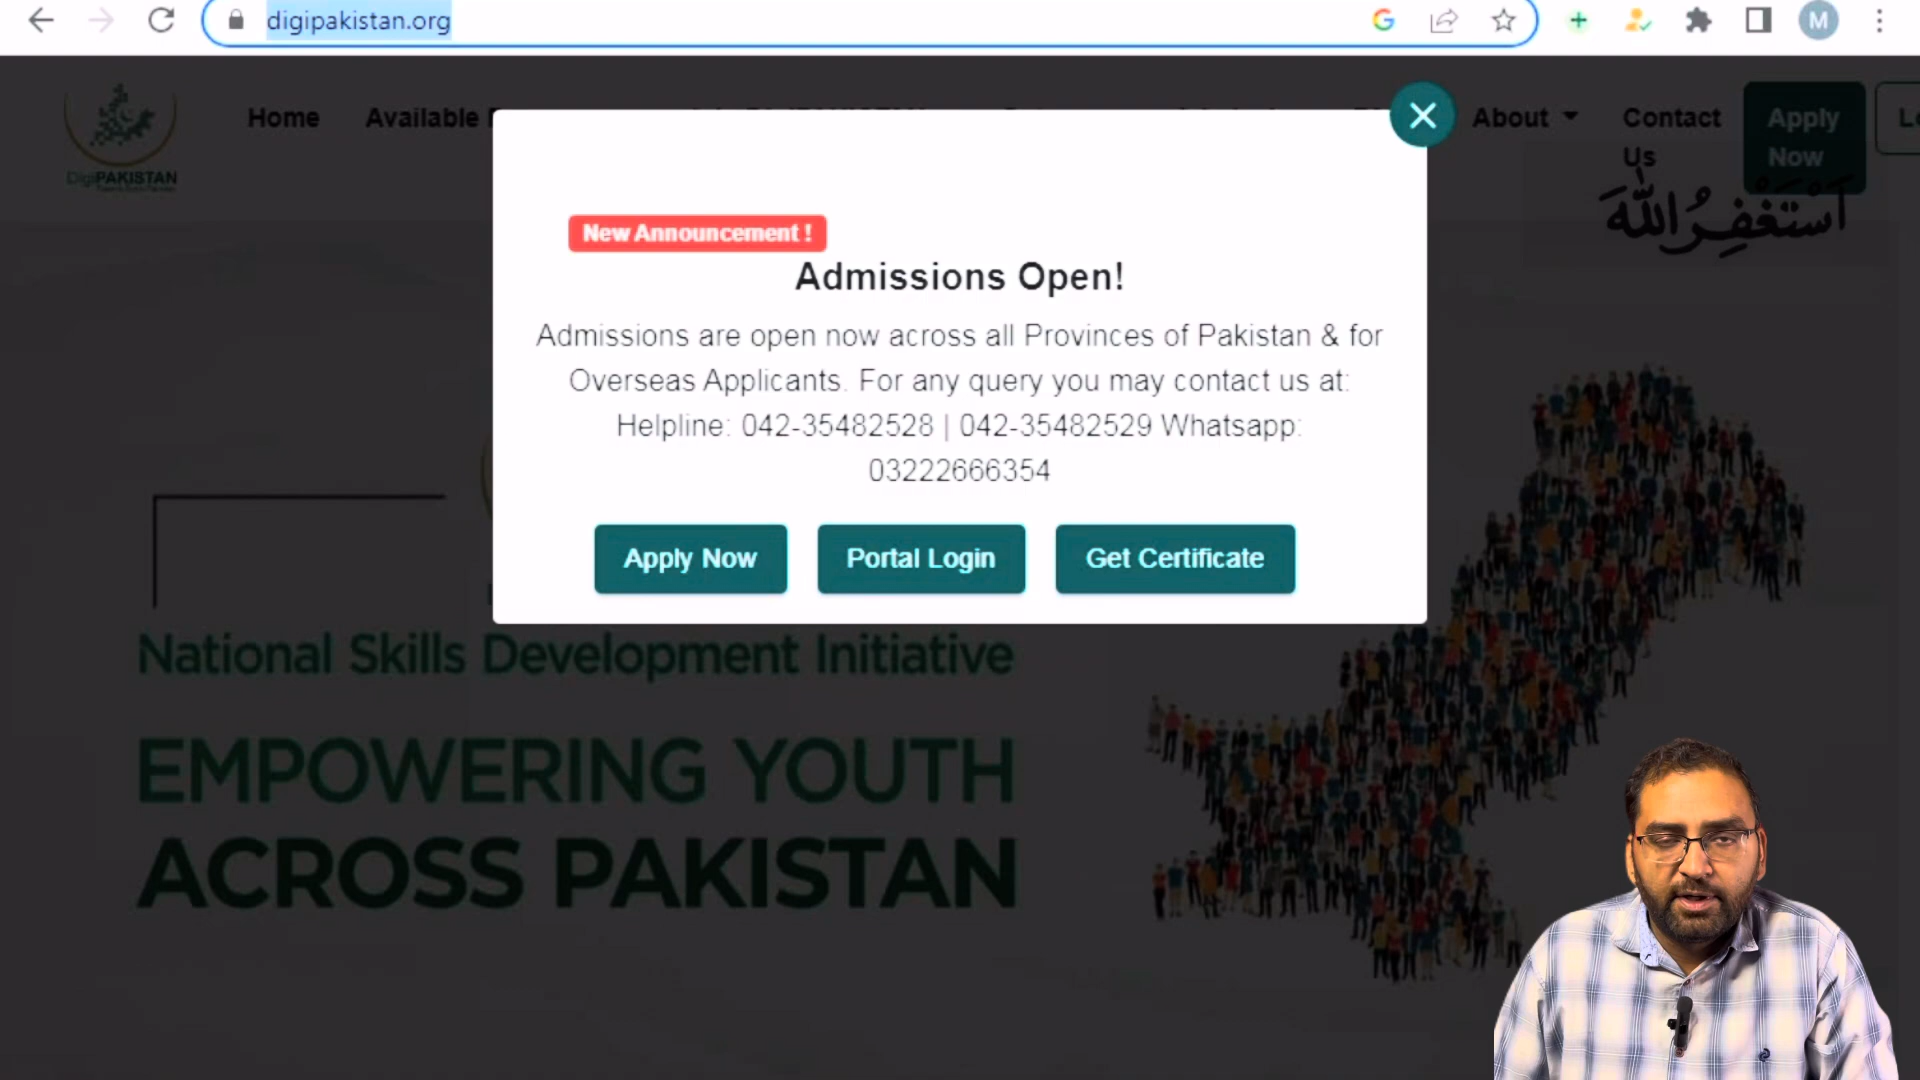 digipakistan.org
M
Home
Available
About
Contact Us
Apply Now
DigiPAKISTAN
أستغفر الله
New Announcement !
Admissions Open!
Admissions are open now across all Provinces of Pakistan & for
Overseas Applicants. For any query you may contact us at:
Helpline: 042-35482528 | 042-35482529 Whatsapp:
03222666354
Apply Now
Portal Login
Get Certificate
National Skills Development Initiative
EMPOWERING YOUTH
ACROSS PAKISTAN